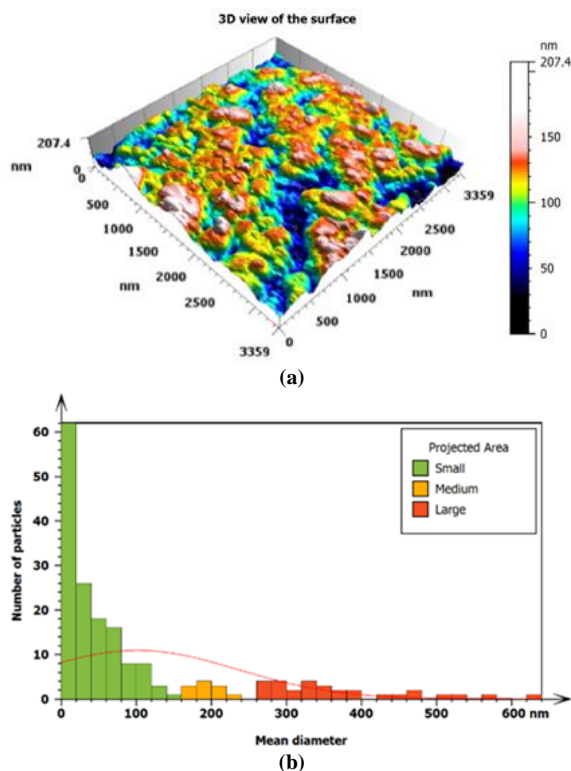 3D view of the surface
nm
207.4
200
150
100
50
0
207.4
nm
0
500
1000
1500
2000
2500
3359
nm
0
500
1000
1500
2000
2500
3359
nm
(a)
Number of particles
60
50
40
30
20
10
0
Projected Area
Small
Medium
Large
0 100 200 300 400 500 600 nm
Mean diameter
(b)